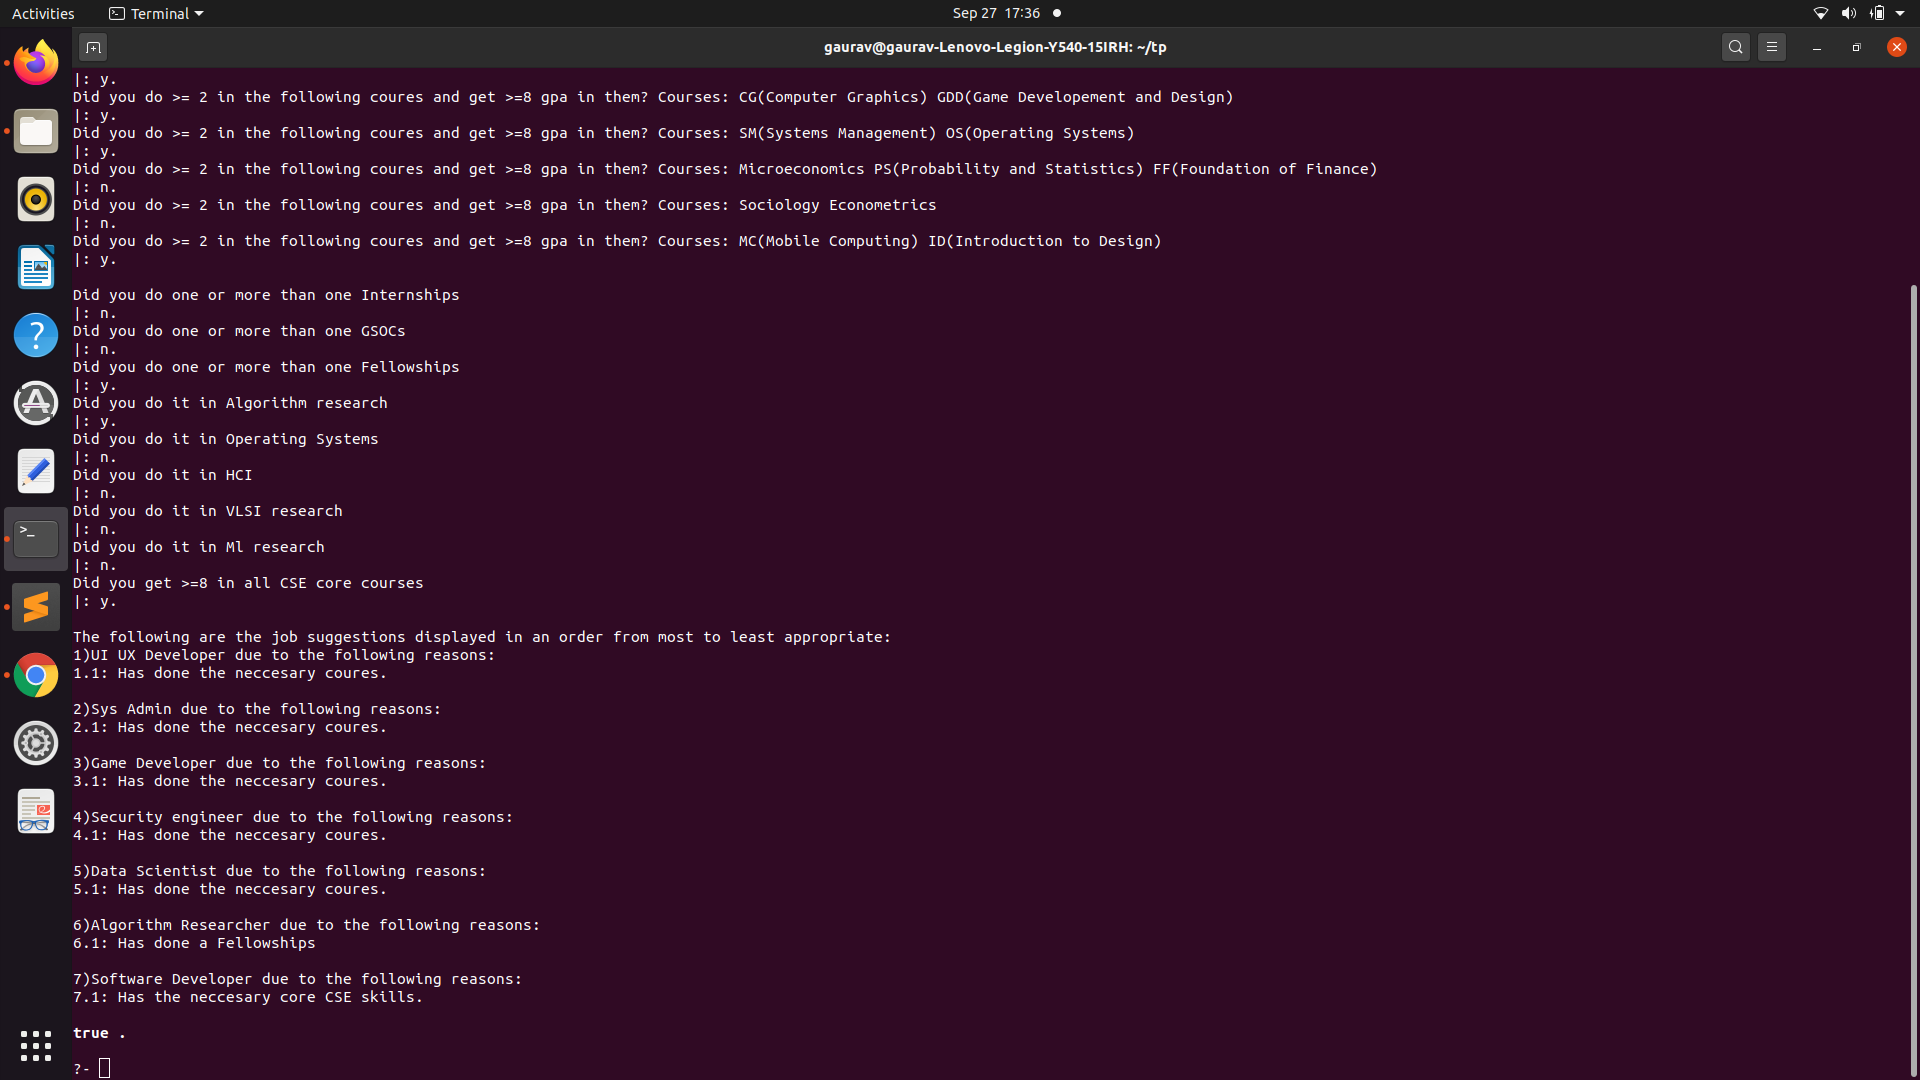 Activities
Terminal
Sep 27 17:36
gaurav@gaurav-Lenovo-Legion-Y540-15IRH: ~/tp
|: y.
Did you do >= 2 in the following coures and get >=8 gpa in them? Courses: CG(Computer Graphics) GDD(Game Developement and Design)
|: y.
Did you do >= 2 in the following coures and get >=8 gpa in them? Courses: SM(Systems Management) OS(Operating Systems)
|: y.
Did you do >= 2 in the following coures and get >=8 gpa in them? Courses: Microeconomics PS(Probability and Statistics) FF(Foundation of Finance)
|: n.
Did you do >= 2 in the following coures and get >=8 gpa in them? Courses: Sociology Econometrics
|: n.
Did you do >= 2 in the following coures and get >=8 gpa in them? Courses: MC(Mobile Computing) ID(Introduction to Design)
|: y.
Did you do one or more than one Internships
|: n.
Did you do one or more than one GSOCs
|: n.
Did you do one or more than one Fellowships
|: y.
Did you do it in Algorithm research
|: y.
Did you do it in Operating Systems
|: n.
Did you do it in HCI
|: n.
Did you do it in VLSI research
|: n.
Did you do it in Ml research
|: n.
Did you get >=8 in all CSE core courses
|: y.
The following are the job suggestions displayed in an order from most to least appropriate:
1)UI UX Developer due to the following reasons:
1.1: Has done the neccesary coures.
2)Sys Admin due to the following reasons:
2.1: Has done the neccesary coures.
3)Game Developer due to the following reasons:
3.1: Has done the neccesary coures.
4)Security engineer due to the following reasons:
4.1: Has done the neccesary coures.
5)Data Scientist due to the following reasons:
5.1: Has done the neccesary coures.
6)Algorithm Researcher due to the following reasons:
6.1: Has done a Fellowships
7)Software Developer due to the following reasons:
7.1: Has the neccesary core CSE skills.
true .
?-